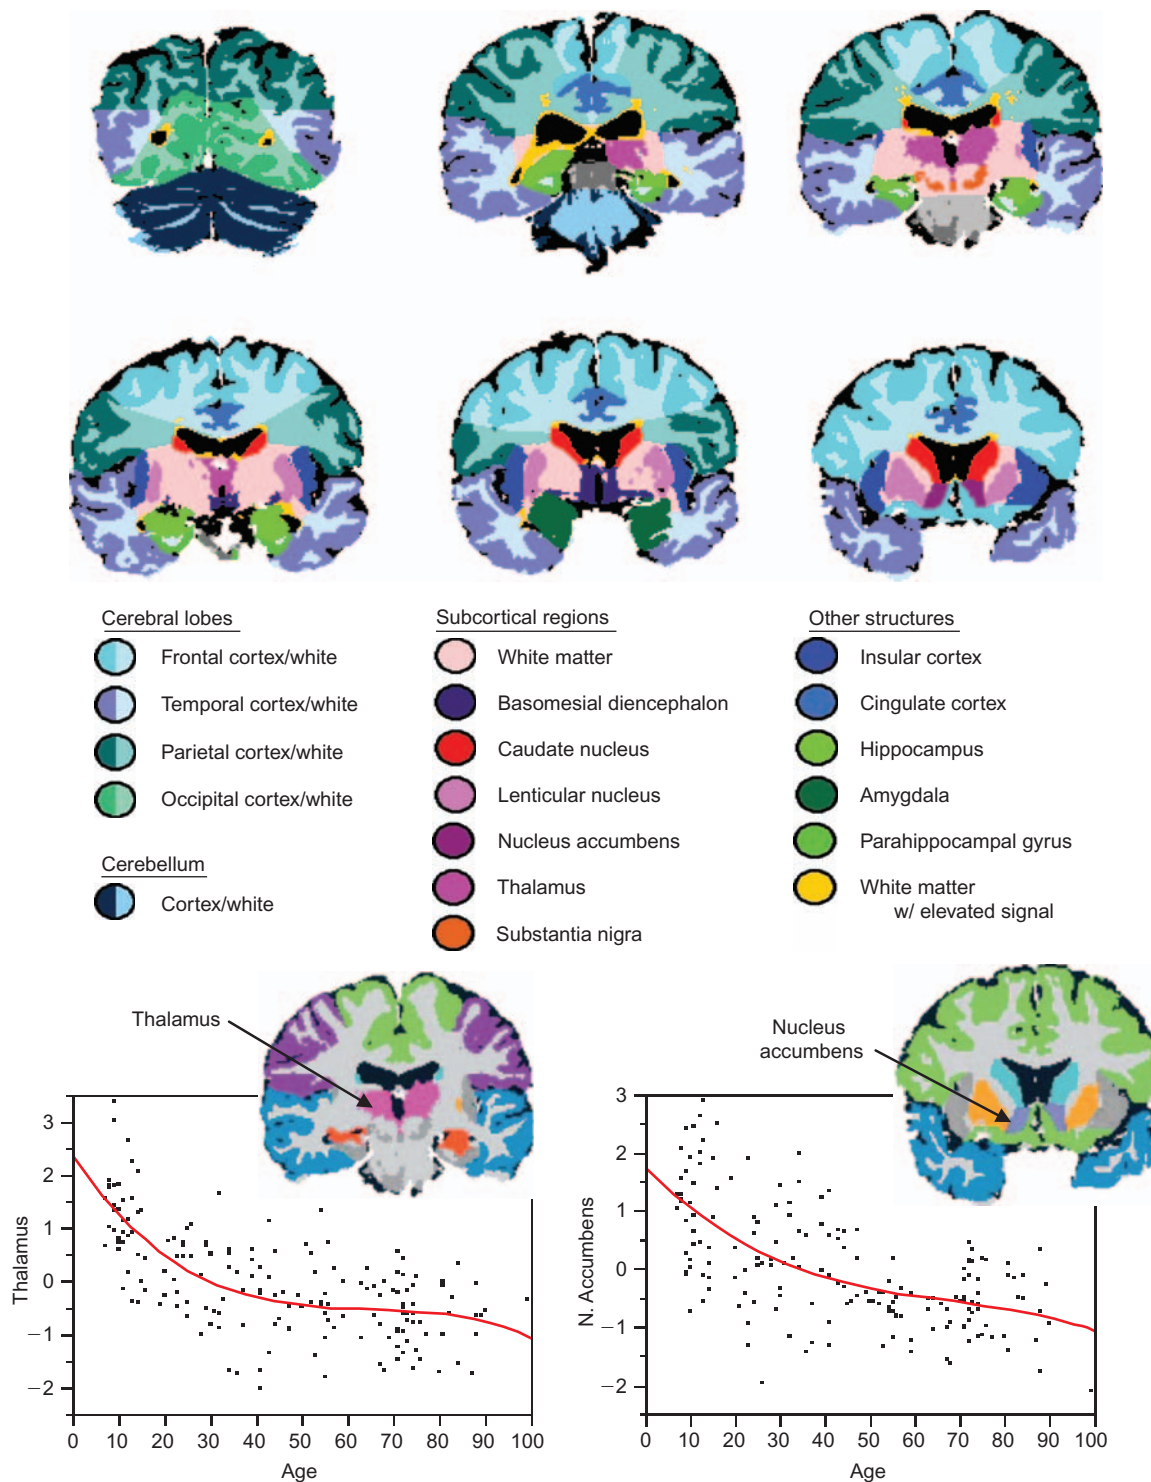 Cerebral lobes
Frontal cortex/white
Temporal cortex/white
Parietal cortex/white
Occipital cortex/white
Cerebellum
Cortex/white
Subcortical regions
White matter
Basomesial diencephalon
Caudate nucleus
Lenticular nucleus
Nucleus accumbens
Thalamus
Substantia nigra
Other structures
Insular cortex
Cingulate cortex
Hippocampus
Amygdala
Parahippocampal gyrus
White matter
w/ elevated signal
Thalamus
Thalamus
3
2
1
0
−1
−2
0 10 20 30 40 50 60 70 80 90 100
Age
Nucleus
accumbens
N. Accumbens
3
2
1
0
−1
−2
0 10 20 30 40 50 60 70 80 90 100
Age